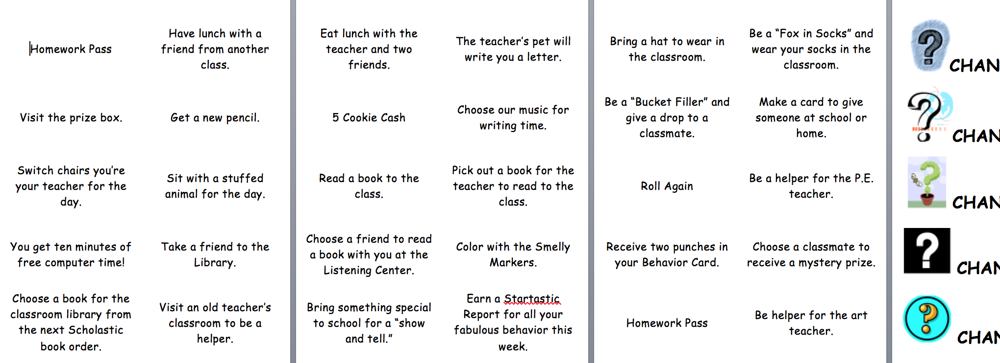 Homework Pass
Have lunch with a
friend from another
class.
Visit the prize box.
Get a new pencil.
Switch chairs you’re
your teacher for the
day.
Sit with a stuffed
animal for the day.
You get ten minutes of
free computer time!
Take a friend to the
Library.
Choose a book for the
classroom library from
the next Scholastic
book order.
Visit an old teacher’s
classroom to be a
helper.
Eat lunch with the
teacher and two
friends.
The teacher’s pet will
write you a letter.
5 Cookie Cash
Choose our music for
writing time.
Read a book to the
class.
Pick out a book for the
teacher to read to the
class.
Choose a friend to read
a book with you at the
Listening Center.
Color with the Smelly
Markers.
Bring something special
to school for a “show
and tell.”
Earn a Startastic
Report for all your
fabulous behavior this
week.
Bring a hat to wear in
the classroom.
Be a “Fox in Socks” and
wear your socks in the
classroom.
Be a “Bucket Filler” and
give a drop to a
classmate.
Make a card to give
someone at school or
home.
Roll Again
Be a helper for the P.E.
teacher.
Receive two punches in
your Behavior Card.
Choose a classmate to
receive a mystery prize.
Homework Pass
Be helper for the art
teacher.
? CHAN
? CHAN
? CHAN
? CHAN
? CHAN